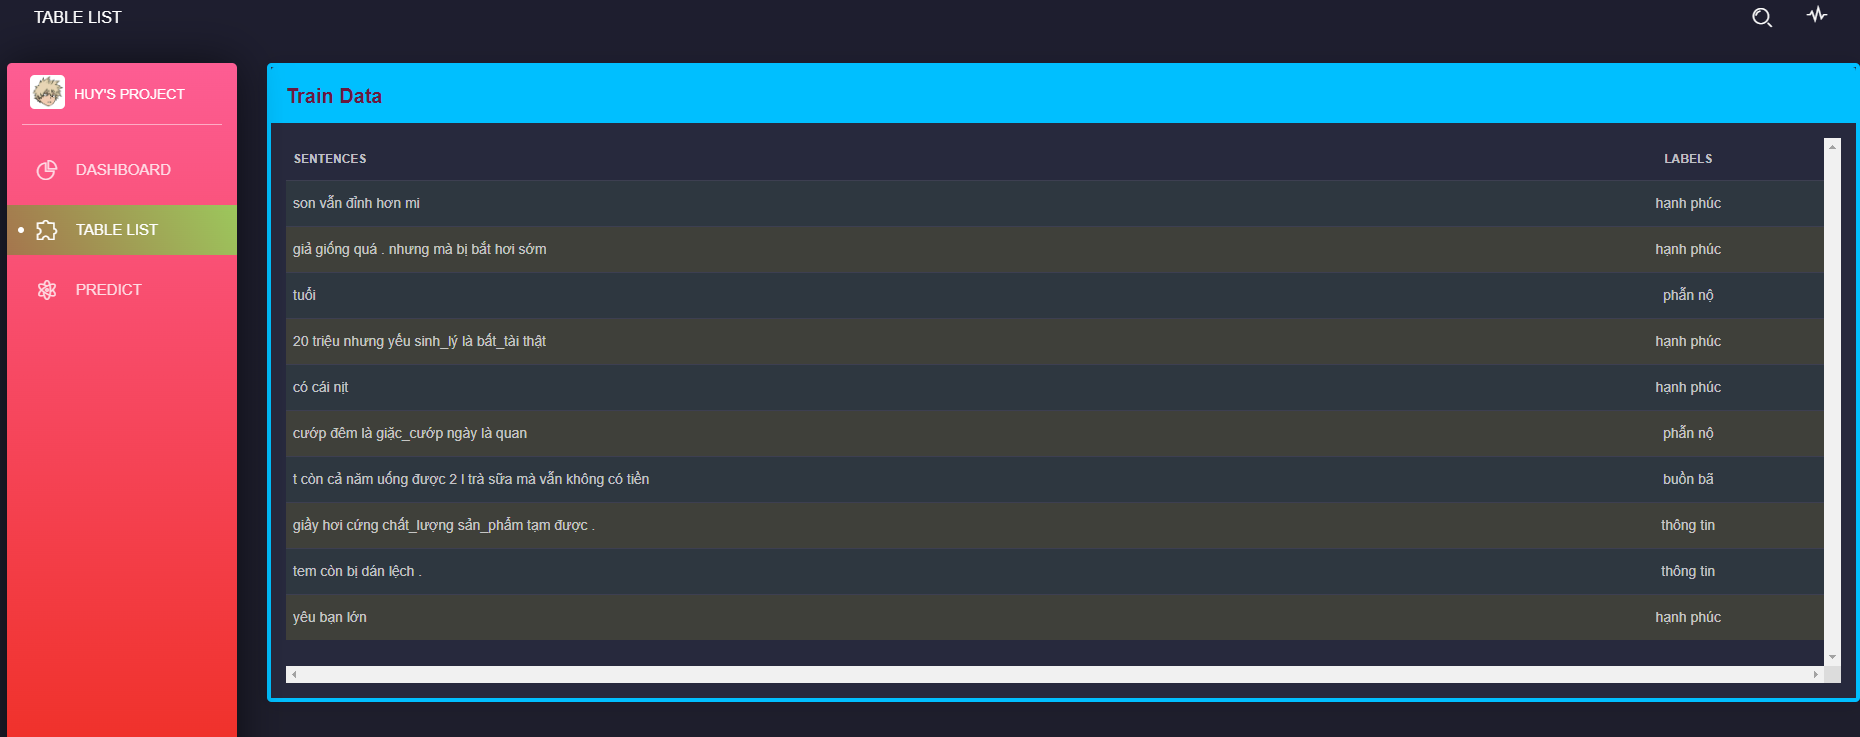 TABLE LIST
HUY'S PROJECT
DASHBOARD
TABLE LIST
PREDICT
Train Data
SENTENCES LABELS
son vẫn đỉnh hơn mi hạnh phúc
giả giống quá . nhưng mà bị bắt hơi sớm hạnh phúc
tuổi phẫn nộ
20 triệu nhưng yếu sinh_lý là bất_tài thật hạnh phúc
có cái nịt hạnh phúc
cướp đêm là giặc_cướp ngày là quan phẫn nộ
t còn cả năm uống được 2 l trà sữa mà vẫn không có tiền buồn bã
giầy hơi cứng chất_lượng sản_phẩm tạm được . thông tin
tem còn bị dán lệch . thông tin
yêu bạn lớn hạnh phúc